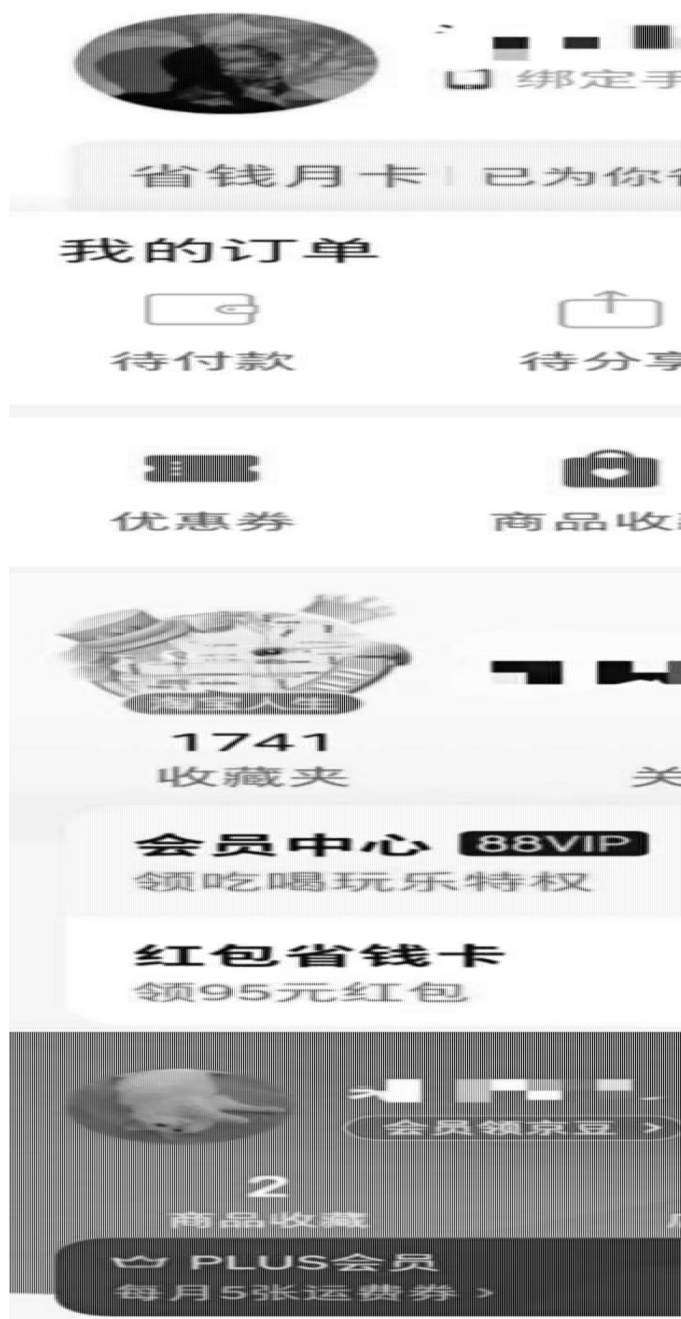 绑定手
省钱月卡 已为你省
我的订单
待付款 待分享
优惠券 商品收
淘宝人生
1741
收藏夹 关
会员中心 88VIP
领吃喝玩乐特权
红包省钱卡
领95元红包
会员领京豆 >
2
商品收藏
PLUS会员
每月5张运费券 >